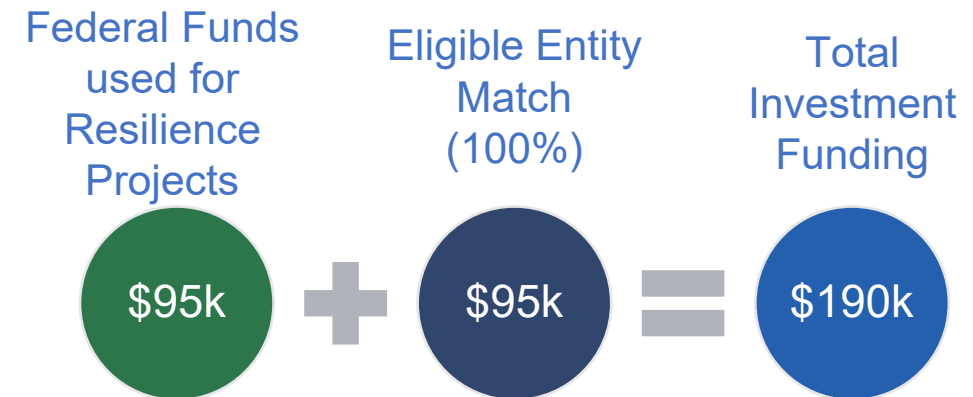 Federal Funds
used for
Resilience
Projects
Eligible Entity
Match
(100%)
Total
Investment
Funding
$95k
$95k
$190k